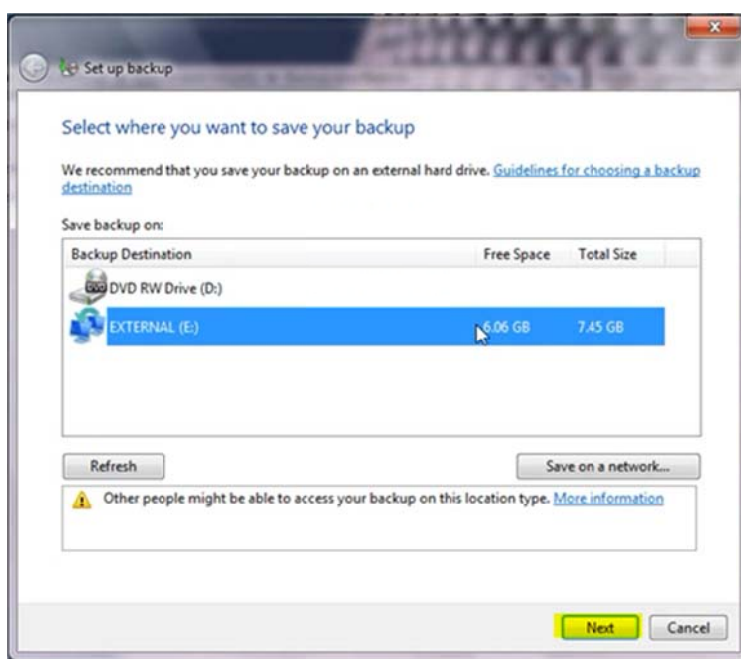 Set up backup
Select where you want to save your backup
We recommend that you save your backup on an external hard drive. Guidelines for choosing a backup
destination
Save backup on:
Backup Destination Free Space Total Size
DVD RW Drive (D:)
EXTERNAL (E:) 6.06 GB 7.45 GB
Refresh Save on a network...
Other people might be able to access your backup on this location type. More information
Next Cancel